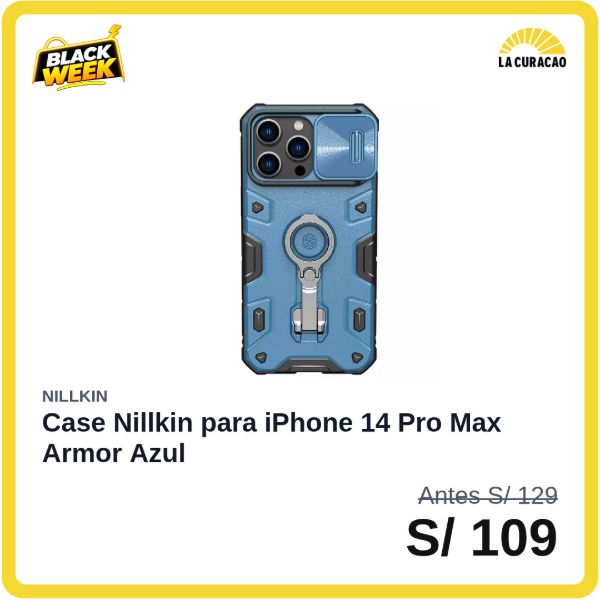 BLACK
WEEK
LA CURACAO
NILLKIN
Case Nillkin para iPhone 14 Pro Max
Armor Azul
Antes S/ 129
S/ 109